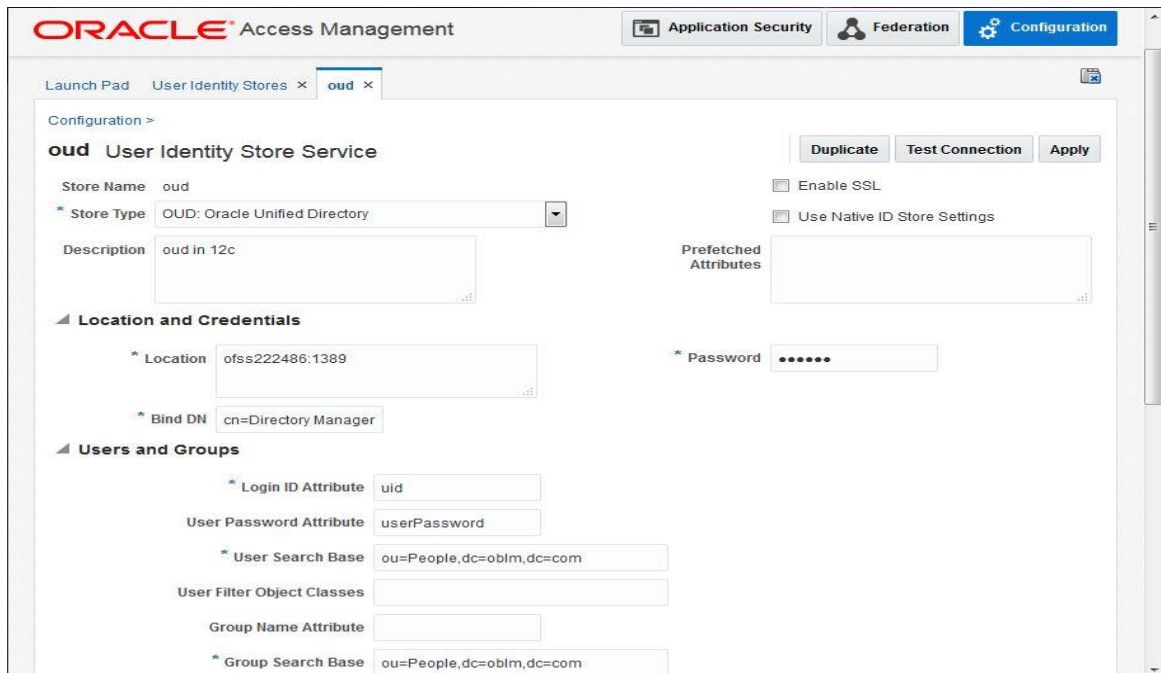 ORACLE Access Management
Application Security
Federation
Configuration
Launch Pad
User Identity Stores ×
oud ×
Configuration >
oud User Identity Store Service
Duplicate
Test Connection
Apply
Store Name oud
Enable SSL
* Store Type OUD: Oracle Unified Directory
Use Native ID Store Settings
Description oud in 12c
Prefetched
Attributes
Location and Credentials
* Location ofss222486:1389
* Password ●●●●●●
* Bind DN cn=Directory Manager
Users and Groups
* Login ID Attribute uid
User Password Attribute userPassword
* User Search Base ou=People,dc=oblm,dc=com
User Filter Object Classes
Group Name Attribute
* Group Search Base ou=People,dc=oblm,dc=com